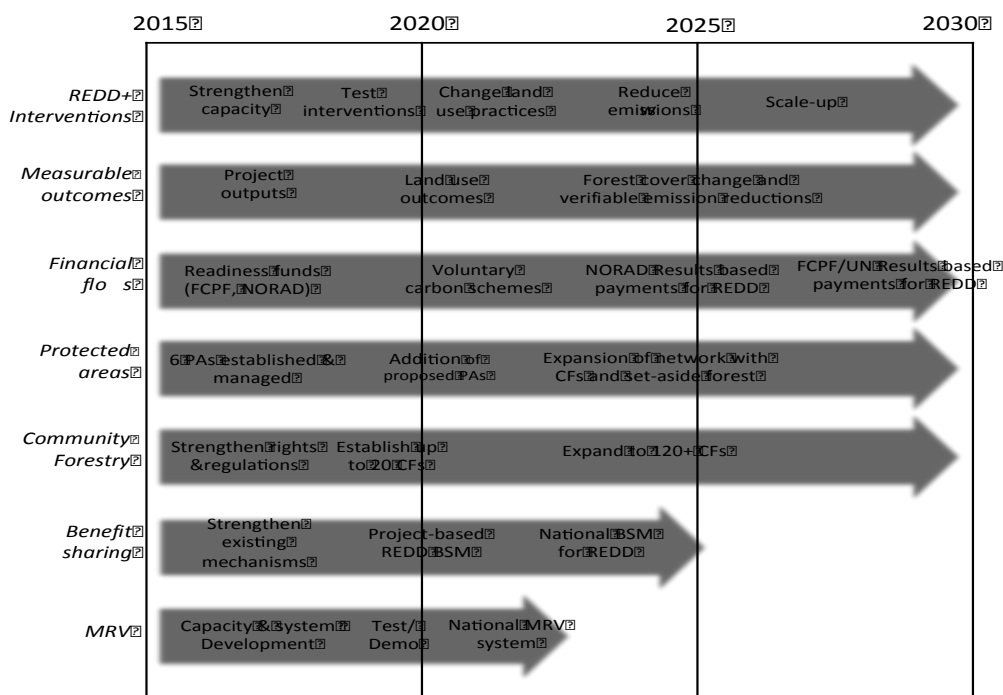 2015 2020 2025 2030
REDD+
Interventions
Strengthen
capacity
Test
interventions
Change land
use practices
Reduce
emissions
Scale-up
Measurable
outcomes
Project
outputs
Land use
outcomes
Forest cover change and
verifiable emission reductions
Financial
flo s
Readiness funds
(FCPF, NORAD)
Voluntary
carbon schemes
NORAD Results based
payments for REDD
FCPF/UN Results based
payments for REDD
Protected
areas
6 PAs established &
managed
Addition of
proposed PAs
Expansion of network with
CFs and set-aside forest
Community
Forestry
Strengthen rights
& regulations
Establish up
to 20 CFs
Expand to 120+ CFs
Benefit
sharing
Strengthen
existing
mechanisms
Project-based
REDD BSM
National BSM
for REDD
MRV
Capacity & system
Development
Test/
Demo
National MRV
system